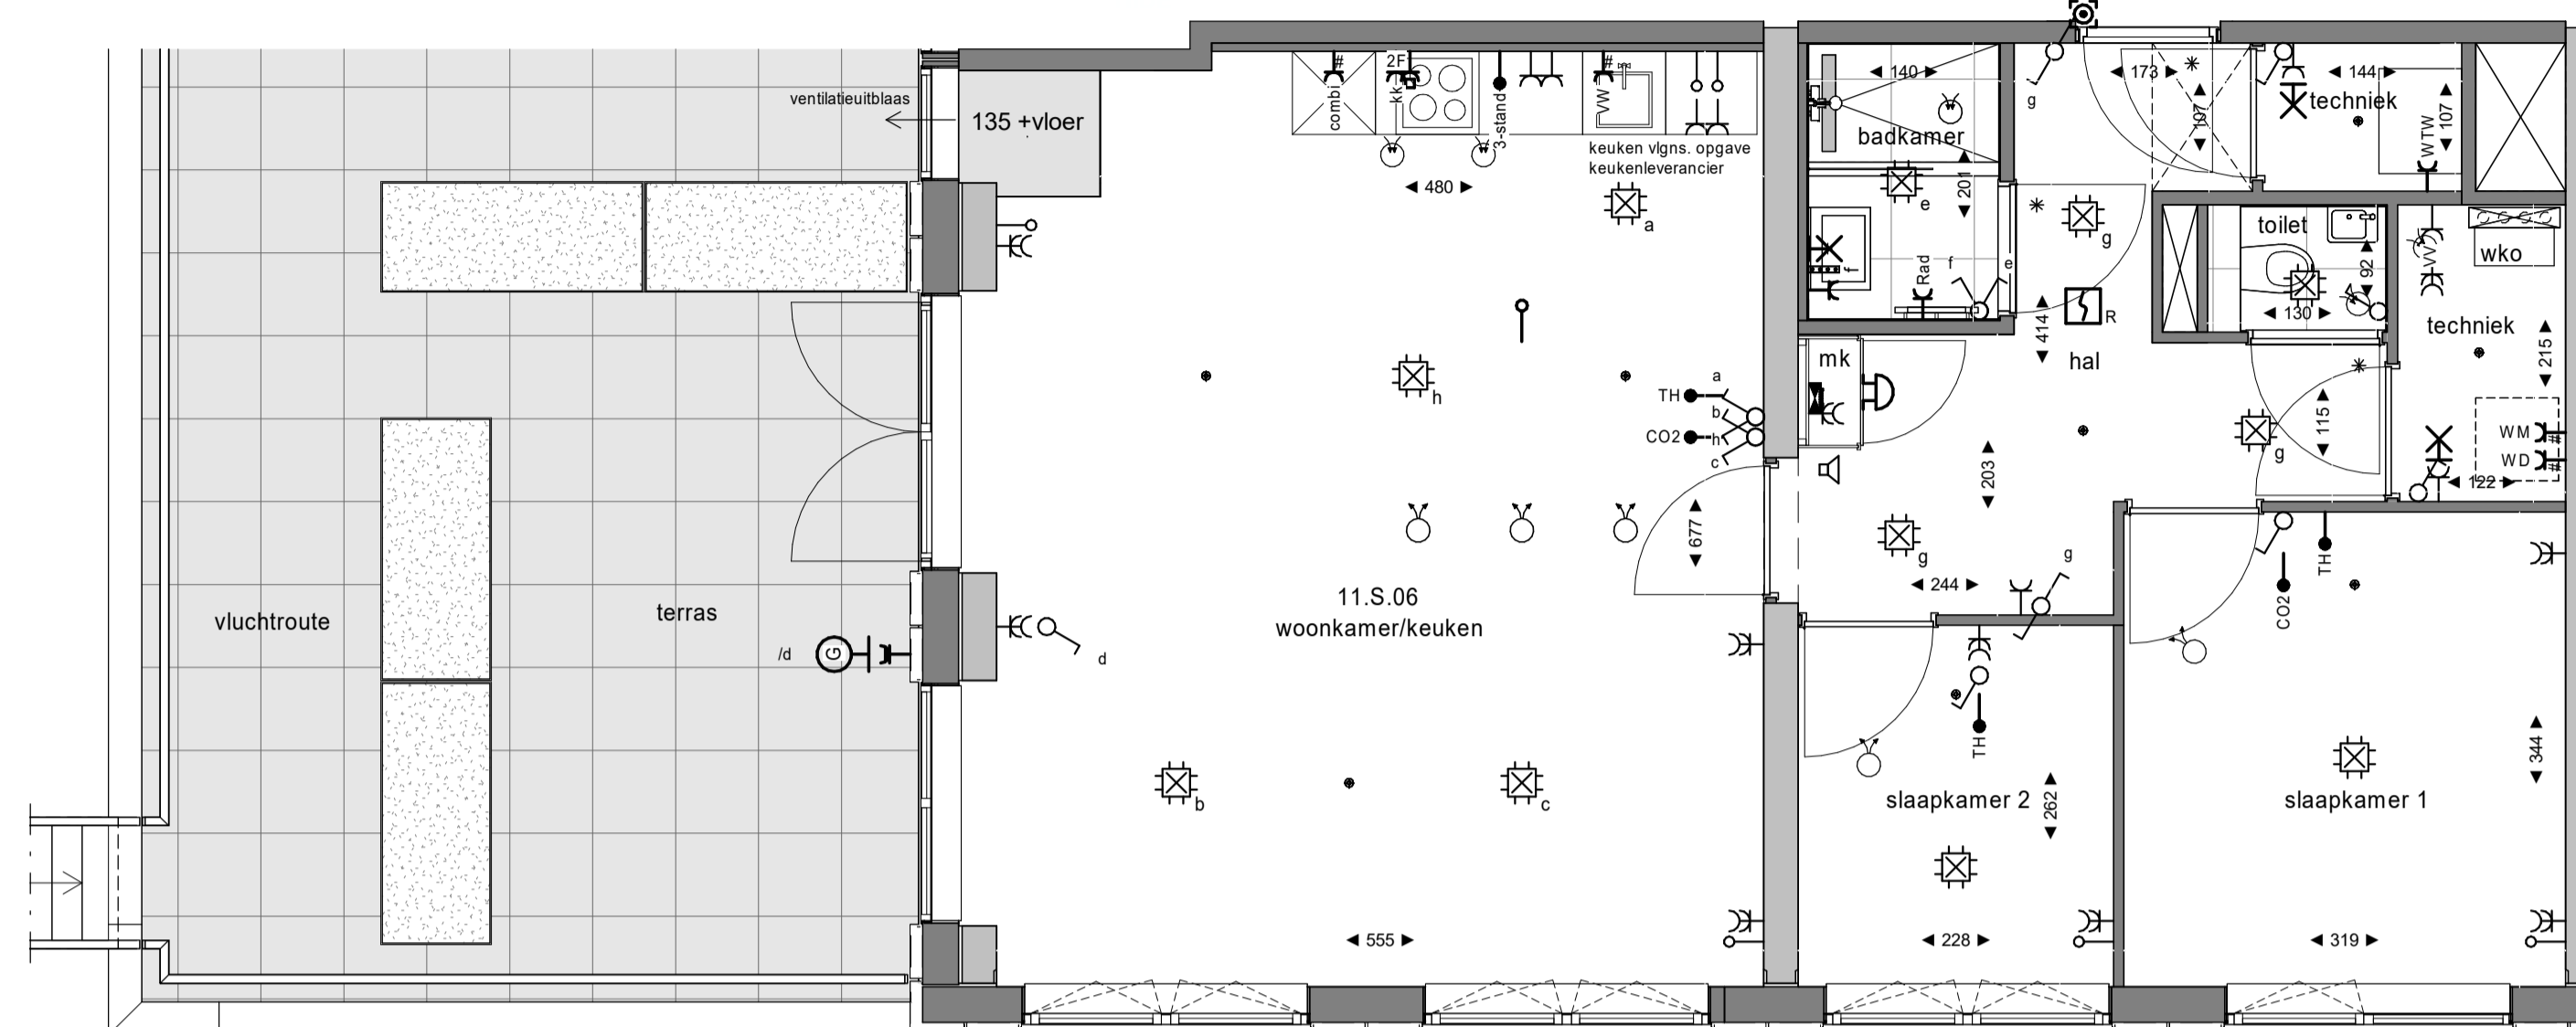 ventilatieuitblaas
135 +vloer
combi
#
2F
kk
3-stand
#
VW
keuken vlgns. opgave
keukenleverancier
◄ 480 ►
a
h
TH
a
b
CO2
h
c
◄ 677 ►
11.S.06
woonkamer/keuken
d
b
c
◄ 555 ►
vluchtroute
terras
/d
G
◄ 140 ►
badkamer
◄ 201 ►
e
f
Rad
f
e
g
◄ 173 ►
*
◄ 107 ►
◄ 144 ►
techniek
◄ 107 ►
WTW
*
g
toilet
◄ 92 ►
◄ 130 ►
VV
wko
techniek
◄ 215 ►
R
◄ 414 ►
hal
mk
*
◄ 115 ►
g
WM #
WD #
◄ 122 ►
◄ 203 ►
g
◄ 244 ►
g
TH
CO2
TH
slaapkamer 2
◄ 262 ►
◄ 228 ►
slaapkamer 1
◄ 344 ►
◄ 319 ►